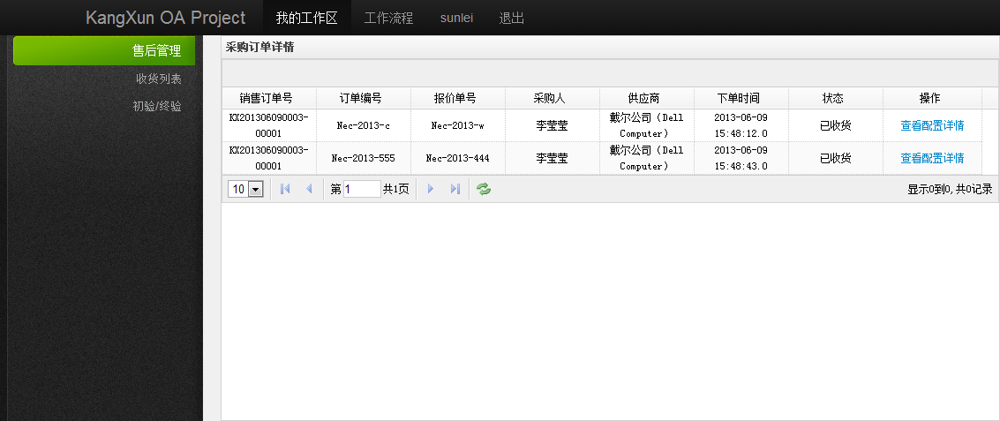 KangXun OA Project 我的工作区 工作流程 sunlei 退出
售后管理
收货列表
初验/终验
采购订单详情
销售订单号 订单编号 报价单号 采购人 供应商 下单时间 状态 操作
KX201306090003-00001 Nec-2013-c Nec-2013-w 李莹莹 戴尔公司（Dell Computer） 2013-06-09 15:48:12.0 已收货 查看配置详情
KX201306090003-00001 Nec-2013-555 Nec-2013-444 李莹莹 戴尔公司（Dell Computer） 2013-06-09 15:48:43.0 已收货 查看配置详情
10 第 1 共1页 显示0到0, 共0记录